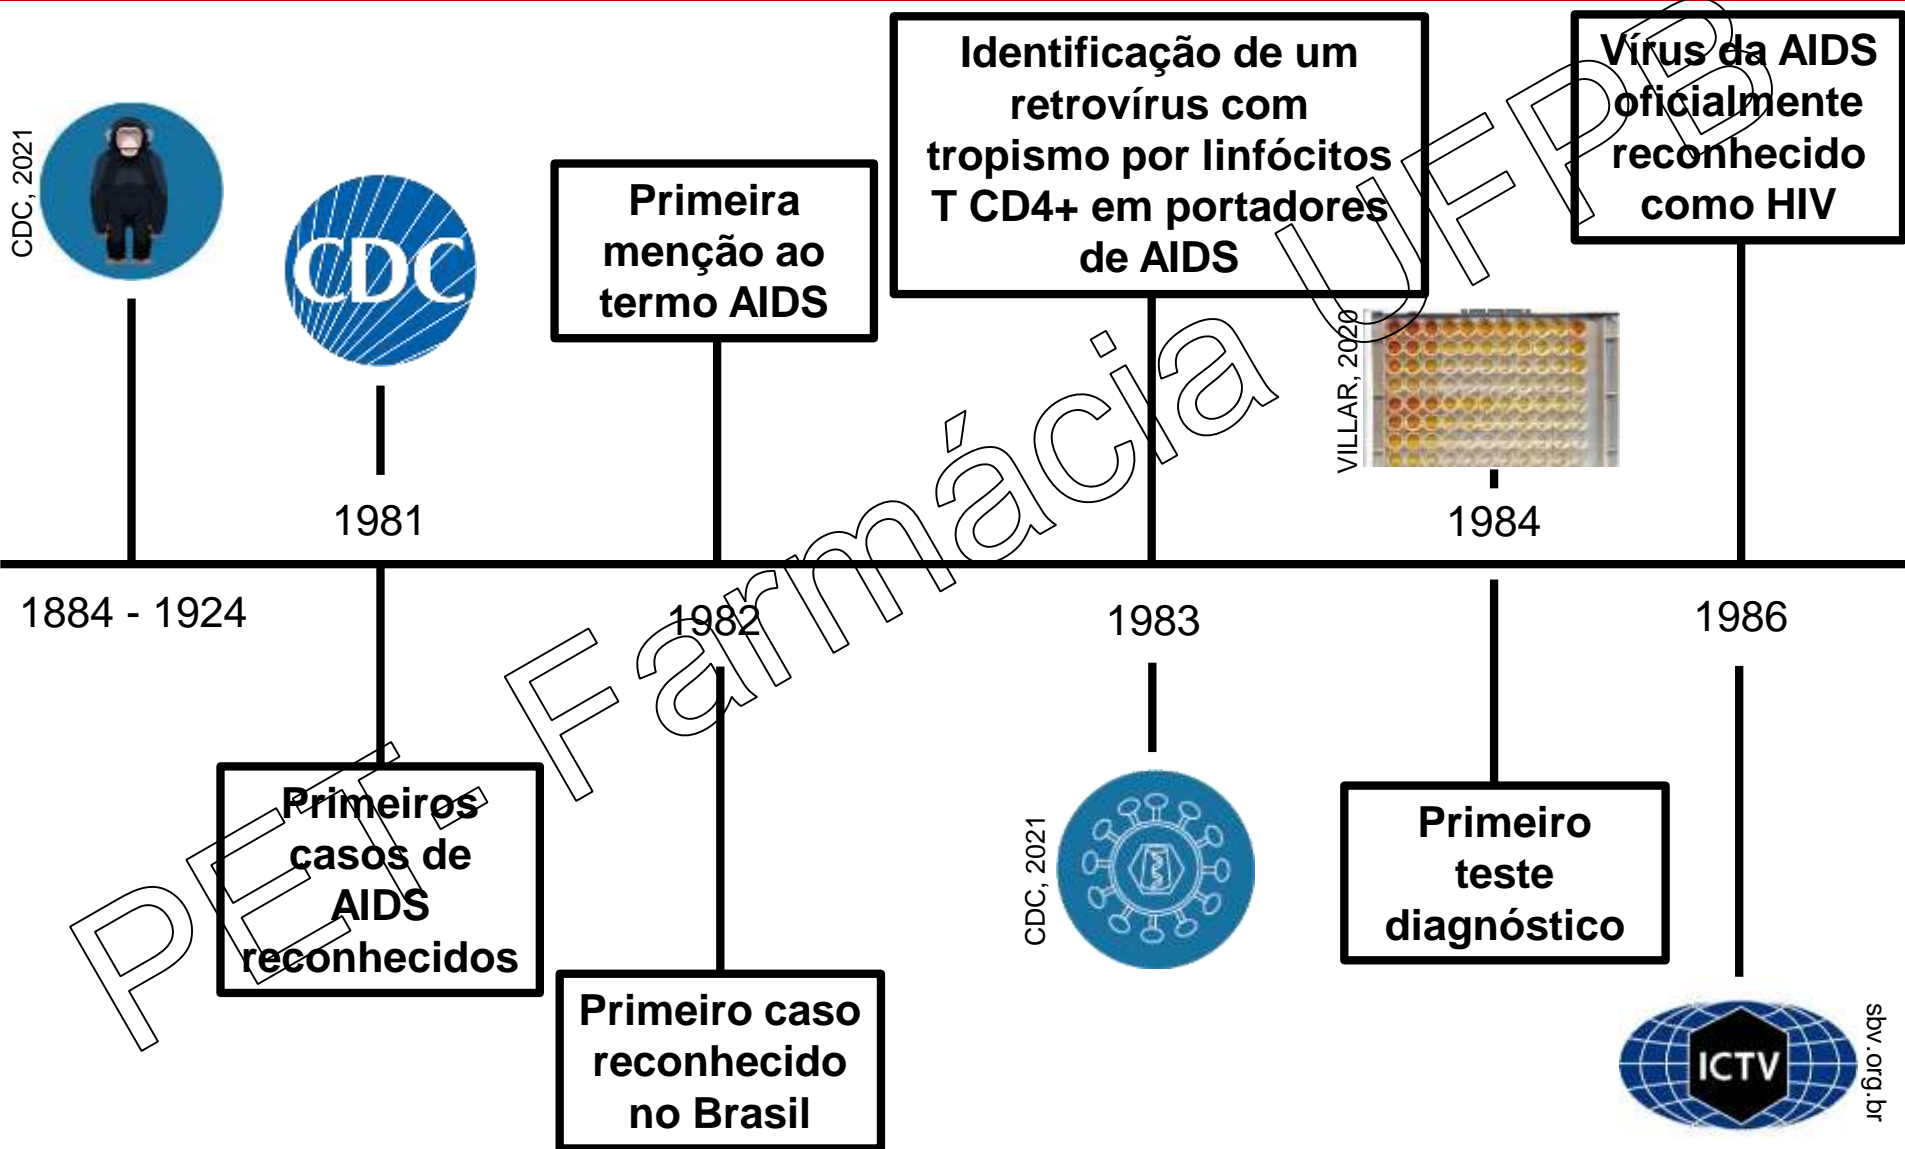 CDC, 2021
CDC
1981
Primeira
menção ao
termo AIDS
Identificação de um
retrovírus com
tropismo por linfócitos
T CD4+ em portadores
de AIDS
VILLAR, 2020
1984
Vírus da AIDS
oficialmente
reconhecido
como HIV
1884 - 1924
1982
1983
1986
Primeiros
casos de
AIDS
reconhecidos
Primeiro caso
reconhecido
no Brasil
CDC, 2021
Primeiro
teste
diagnóstico
ICTV
sbv.org.br
PET- Farmácia UFPB